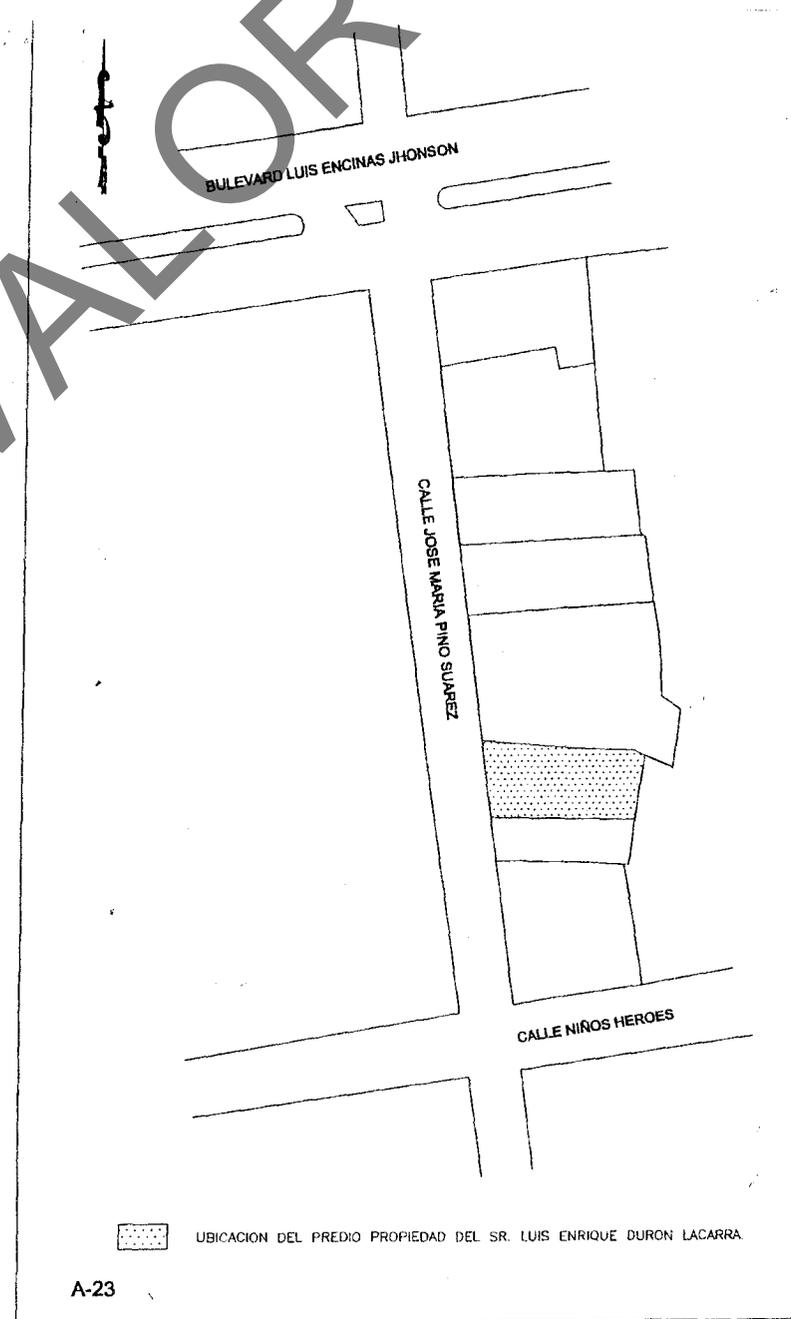 VALOR
BULEVARD LUIS ENCINAS JHONSON
CALLE JOSE MARIA PINO SUAREZ
CALLE NIÑOS HEROES
UBICACION DEL PREDIO PROPIEDAD DEL SR. LUIS ENRIQUE DURON LACARRA.
A-23